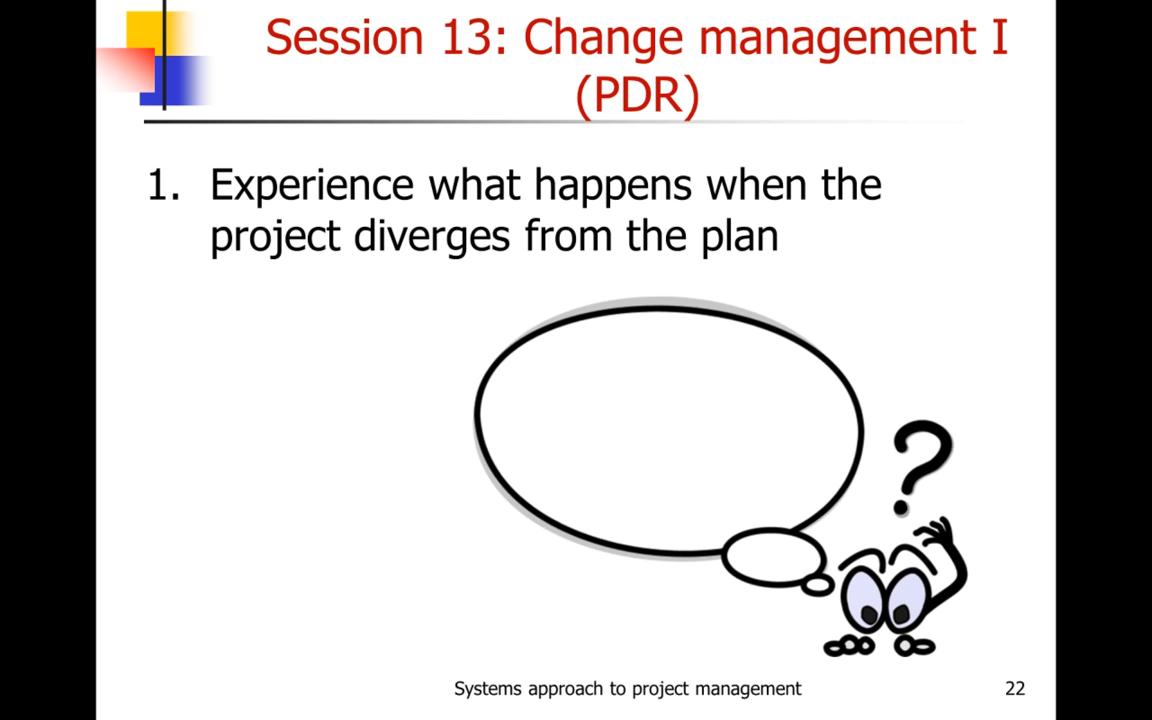 Session 13: Change management I
(PDR)
1. Experience what happens when the
project diverges from the plan
?
Systems approach to project management
22